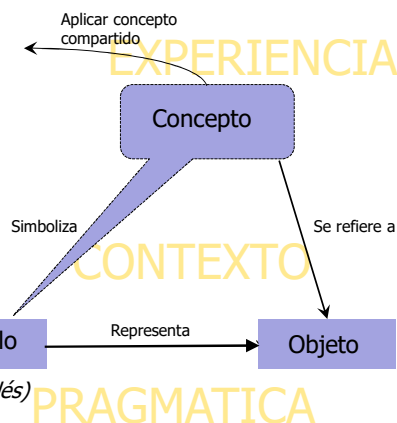 Aplicar concepto
compartido
EXPERIENCIA
Concepto
Simboliza
Se refiere a
CONTEXTO
Representa
Objeto
PRAGMATICA